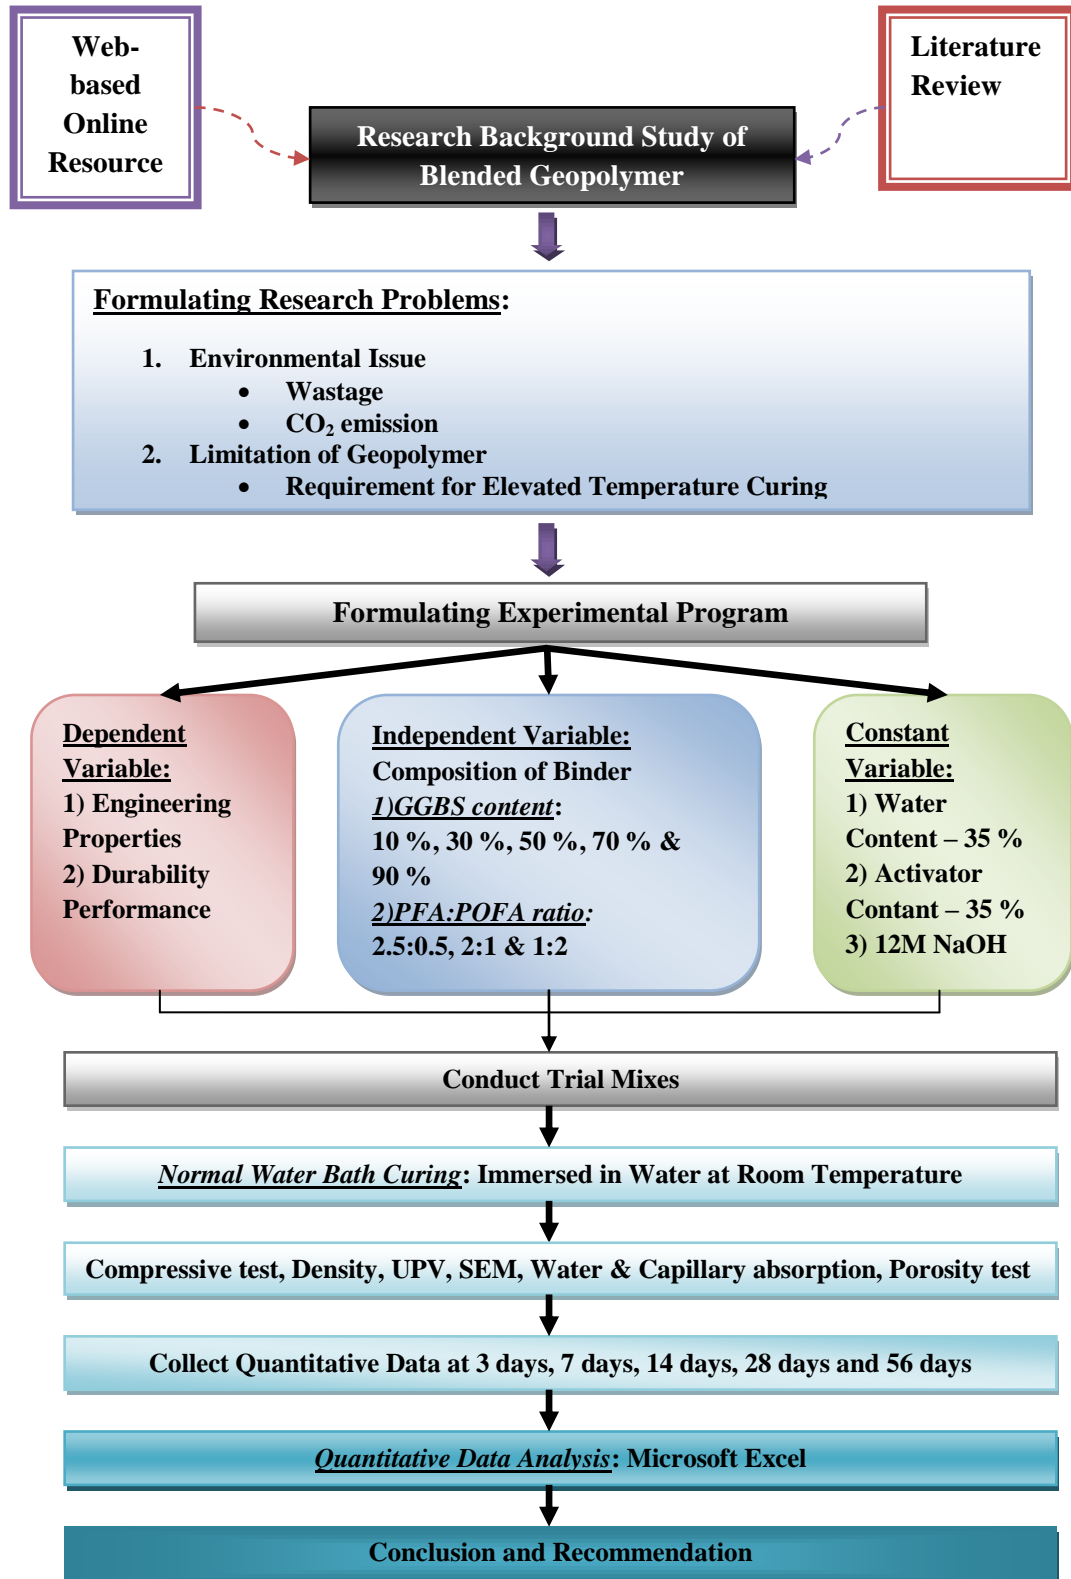 Web-
based
Online
Resource
Literature
Review
Research Background Study of
Blended Geopolymer
Formulating Research Problems:
1. Environmental Issue
• Wastage
• CO₂ emission
2. Limitation of Geopolymer
• Requirement for Elevated Temperature Curing
Formulating Experimental Program
Dependent
Variable:
1) Engineering
Properties
2) Durability
Performance
Independent Variable:
Composition of Binder
1)GGBS content:
10 %, 30 %, 50 %, 70 % &
90 %
2)PFA:POFA ratio:
2.5:0.5, 2:1 & 1:2
Constant
Variable:
1) Water
Content – 35 %
2) Activator
Contant – 35 %
3) 12M NaOH
Conduct Trial Mixes
Normal Water Bath Curing: Immersed in Water at Room Temperature
Compressive test, Density, UPV, SEM, Water & Capillary absorption, Porosity test
Collect Quantitative Data at 3 days, 7 days, 14 days, 28 days and 56 days
Quantitative Data Analysis: Microsoft Excel
Conclusion and Recommendation